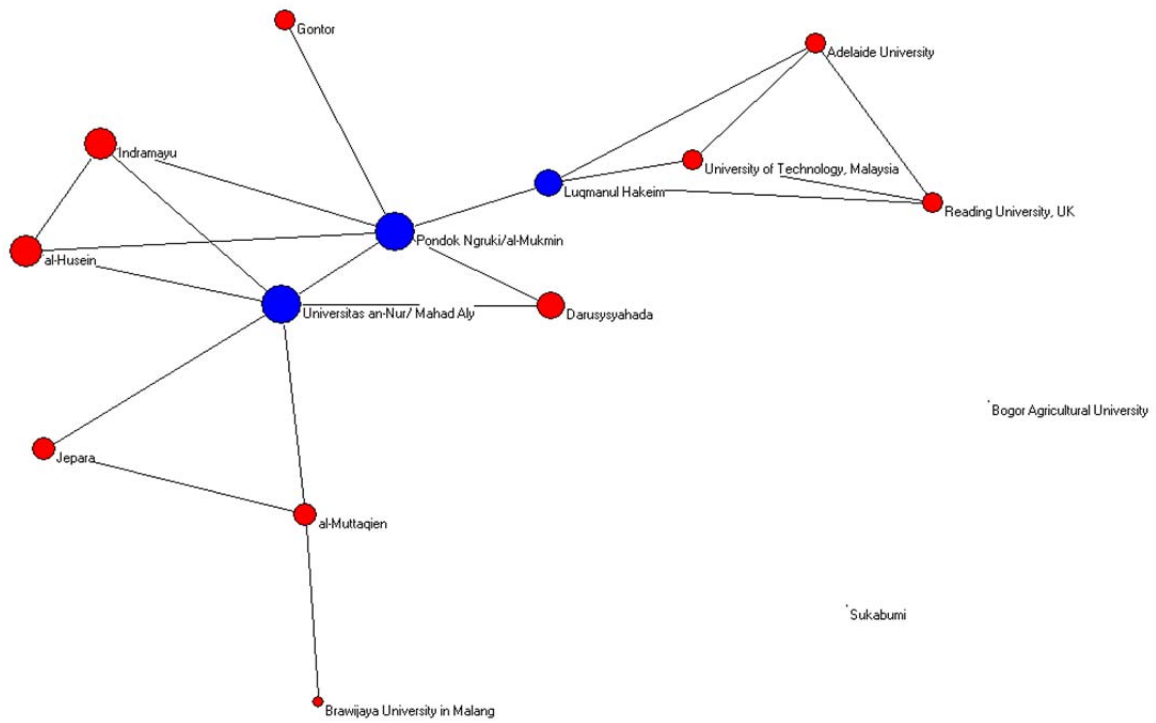 Gontor
Adelaide University
Indramayu
University of Technology, Malaysia
Luqmanul Hakeim
Reading University, UK
Pondok Ngruki/al-Mukmin
al-Husein
Universitas an-Nur/ Mahad Aly
Darusysyahada
Bogor Agricultural University
Jepara
al-Muttaqien
Sukabumi
Brawijaya University in Malang